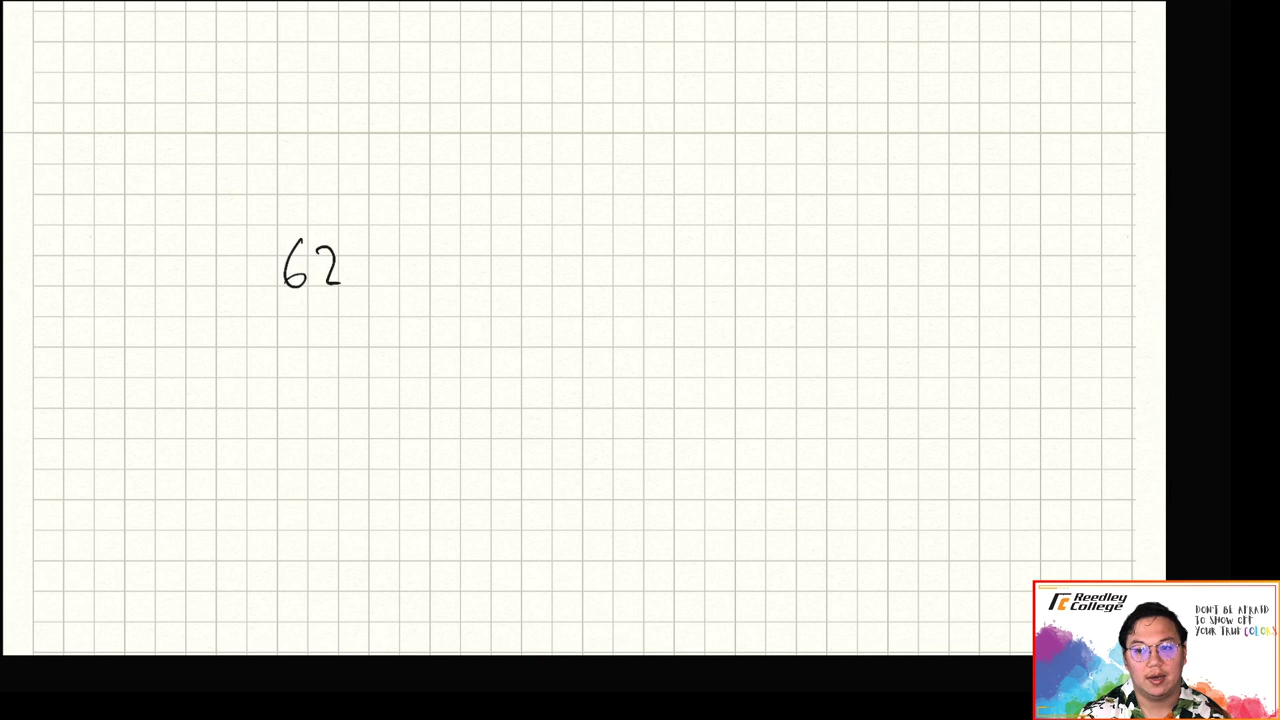 62
Reedley
College
DON'T BE AFRAID
TO SHOW OFF
YOUR TRUE COLORS